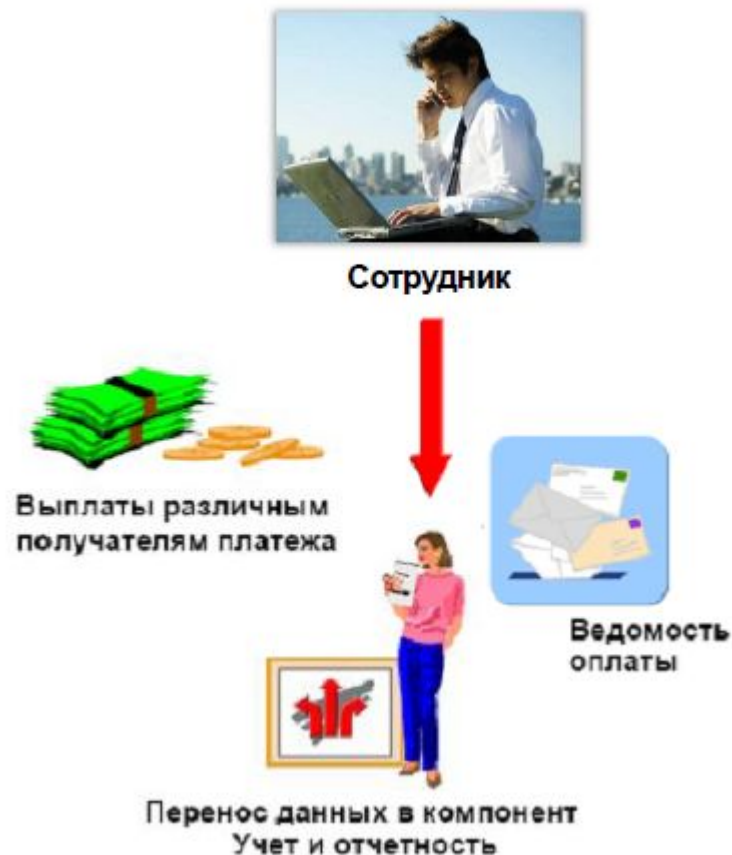 Сотрудник
Выплаты различным
получателям платежа
Ведомость
оплаты
Перенос данных в компонент
Учет и отчетность